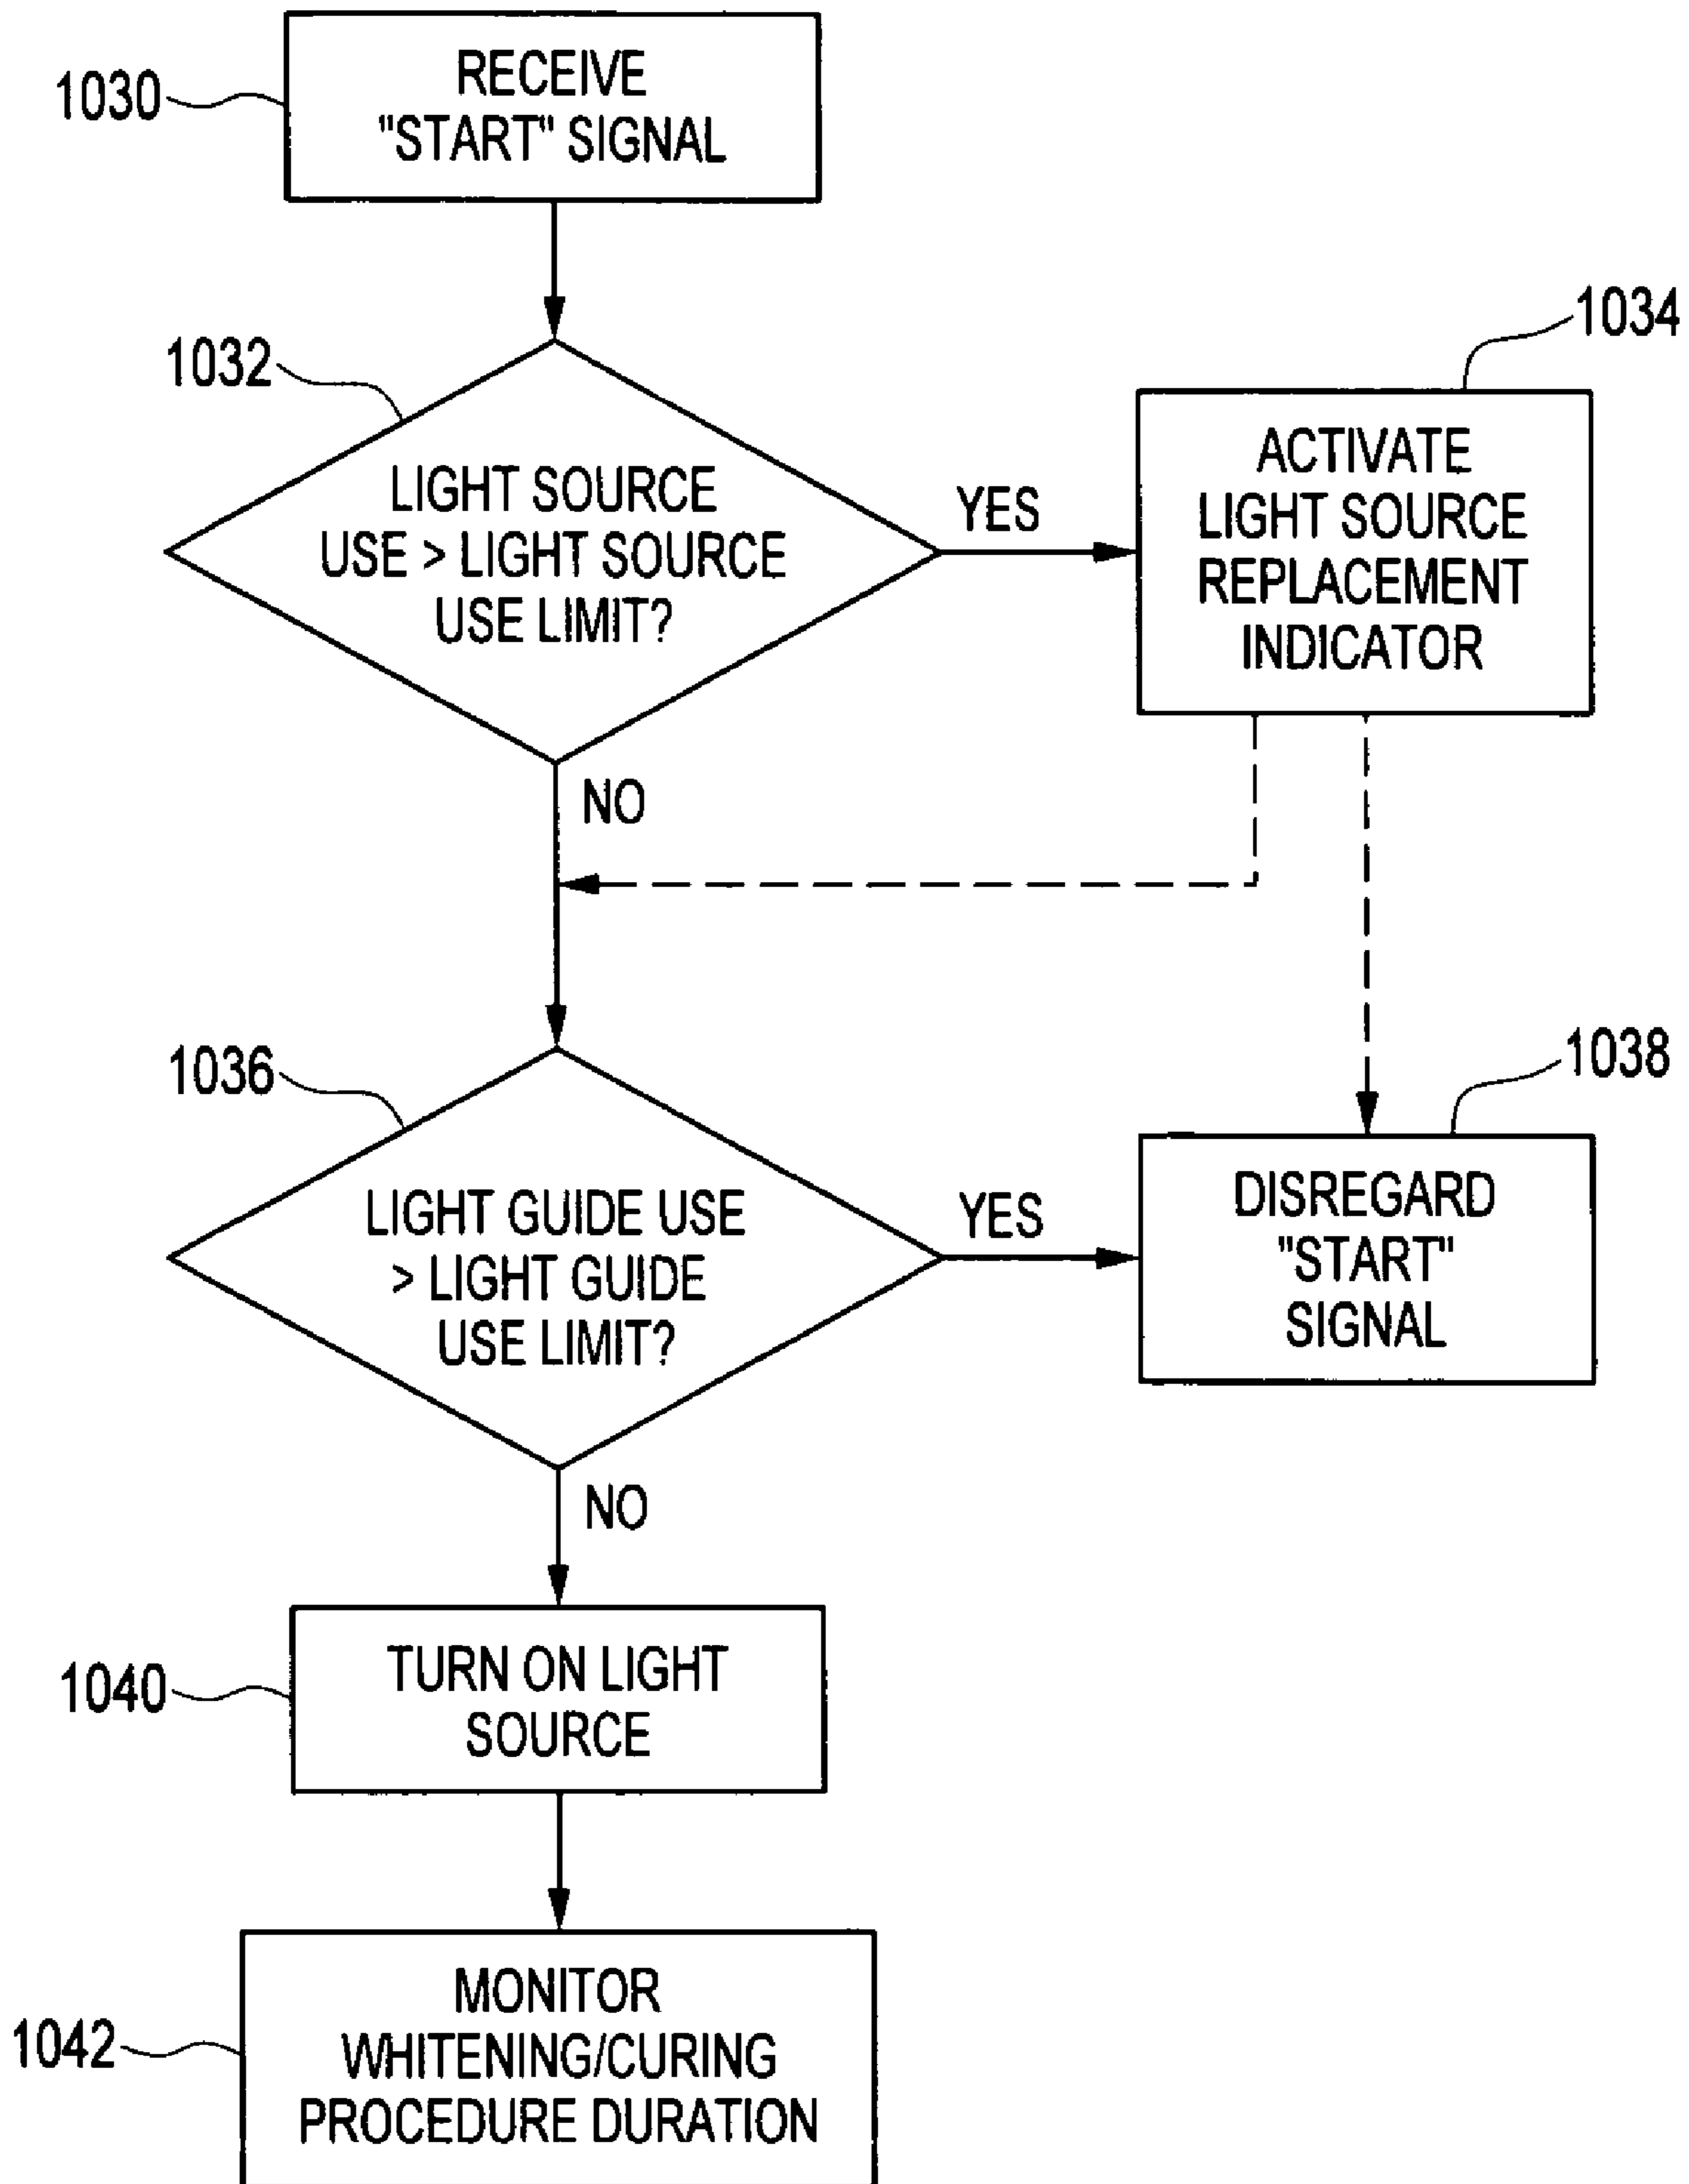 1030
RECEIVE
"START" SIGNAL
1032
LIGHT SOURCE
USE > LIGHT SOURCE
USE LIMIT?
YES
1034
ACTIVATE
LIGHT SOURCE
REPLACEMENT
INDICATOR
NO
1036
LIGHT GUIDE USE
> LIGHT GUIDE
USE LIMIT?
YES
1038
DISREGARD
"START"
SIGNAL
NO
1040
TURN ON LIGHT
SOURCE
1042
MONITOR
WHITENING/CURING
PROCEDURE DURATION